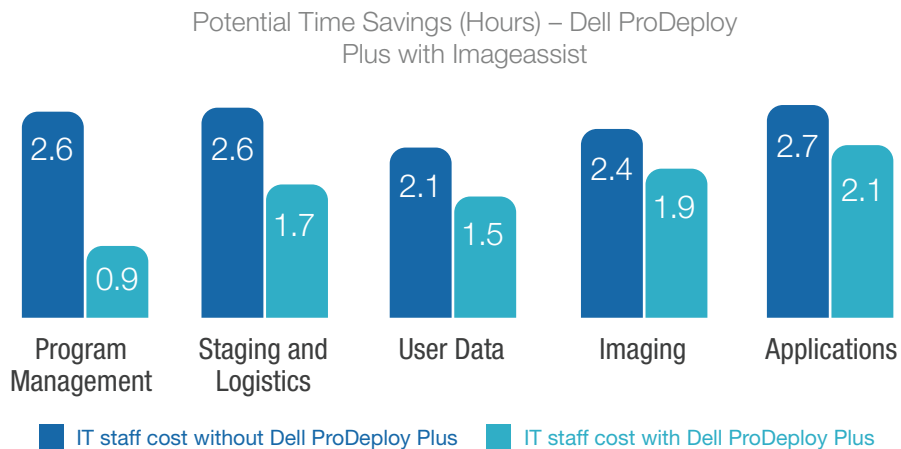 Potential Time Savings (Hours) – Dell ProDeploy
Plus with Imageassist
2.6
0.9
2.6
1.7
2.1
1.5
2.4
1.9
2.7
2.1
Program
Management
Staging and
Logistics
User Data
Imaging
Applications
IT staff cost without Dell ProDeploy Plus
IT staff cost with Dell ProDeploy Plus